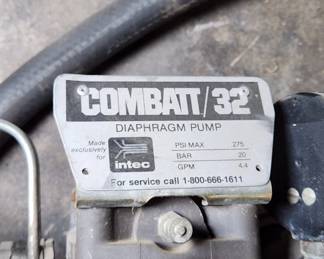 COMBATT/32
DIAPHRAGM PUMP
Made
exclusively
for
intec
PSI-MAX 275
BAR 20
GPM 4.4
For service call 1-800-666-1611